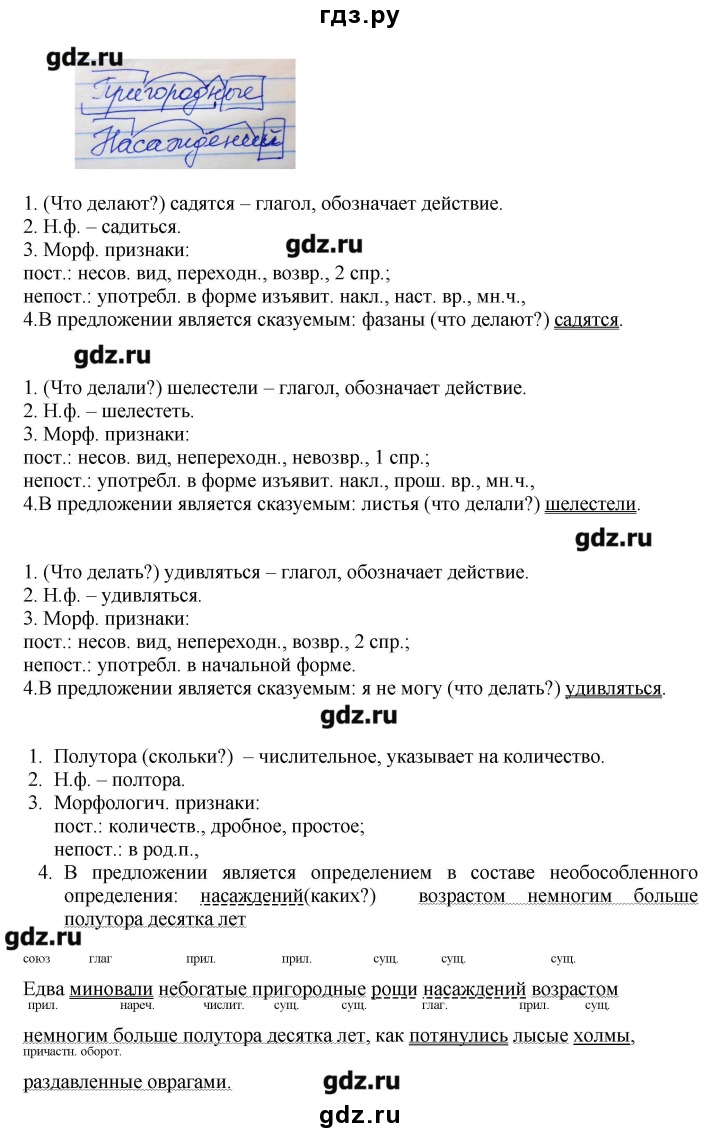 гдз.ру
gdz.ru
Пригородные
Насаждений
1. (Что делают?) садятся – глагол, обозначает действие.
2. Н.ф. – садиться.
3. Морф. признаки:
gdz.ru
пост.: несов. вид, переходн., возвр., 2 спр.;
непост.: употребл. в форме изъявит. накл., наст. вр., мн.ч.,
4.В предложении является сказуемым: фазаны (что делают?) садятся.
gdz.ru
1. (Что делали?) шелестели – глагол, обозначает действие.
2. Н.ф. – шелестеть.
3. Морф. признаки:
пост.: несов. вид, непереходн., невозвр., 1 спр.;
непост.: употребл. в форме изъявит. накл., прош. вр., мн.ч.,
4.В предложении является сказуемым: листья (что делали?) шелестели.
gdz.ru
1. (Что делать?) удивляться – глагол, обозначает действие.
2. Н.ф. – удивляться.
3. Морф. признаки:
пост.: несов. вид, непереходн., возвр., 2 спр.;
непост.: употребл. в начальной форме.
4.В предложении является сказуемым: я не могу (что делать?) удивляться.
gdz.ru
1. Полутора (скольки?) – числительное, указывает на количество.
2. Н.ф. – полтора.
3. Морфологич. признаки:
пост.: количеств., дробное, простое;
непост.: в род.п.,
4. В предложении является определением в составе необособленного
определения: насаждений(каких?) возрастом немногим больше
полутора десятка лет
gdz.ru
союз глаг прил. прил. сущ. сущ. сущ.
Едва миновали небогатые пригородные рощи насаждений возрастом
прил. нареч. числит. сущ. сущ. глаг. прил. сущ.
немногим больше полутора десятка лет, как потянулись лысые холмы,
причастн. оборот.
раздавленные оврагами.
gdz.ru
gdz.ru